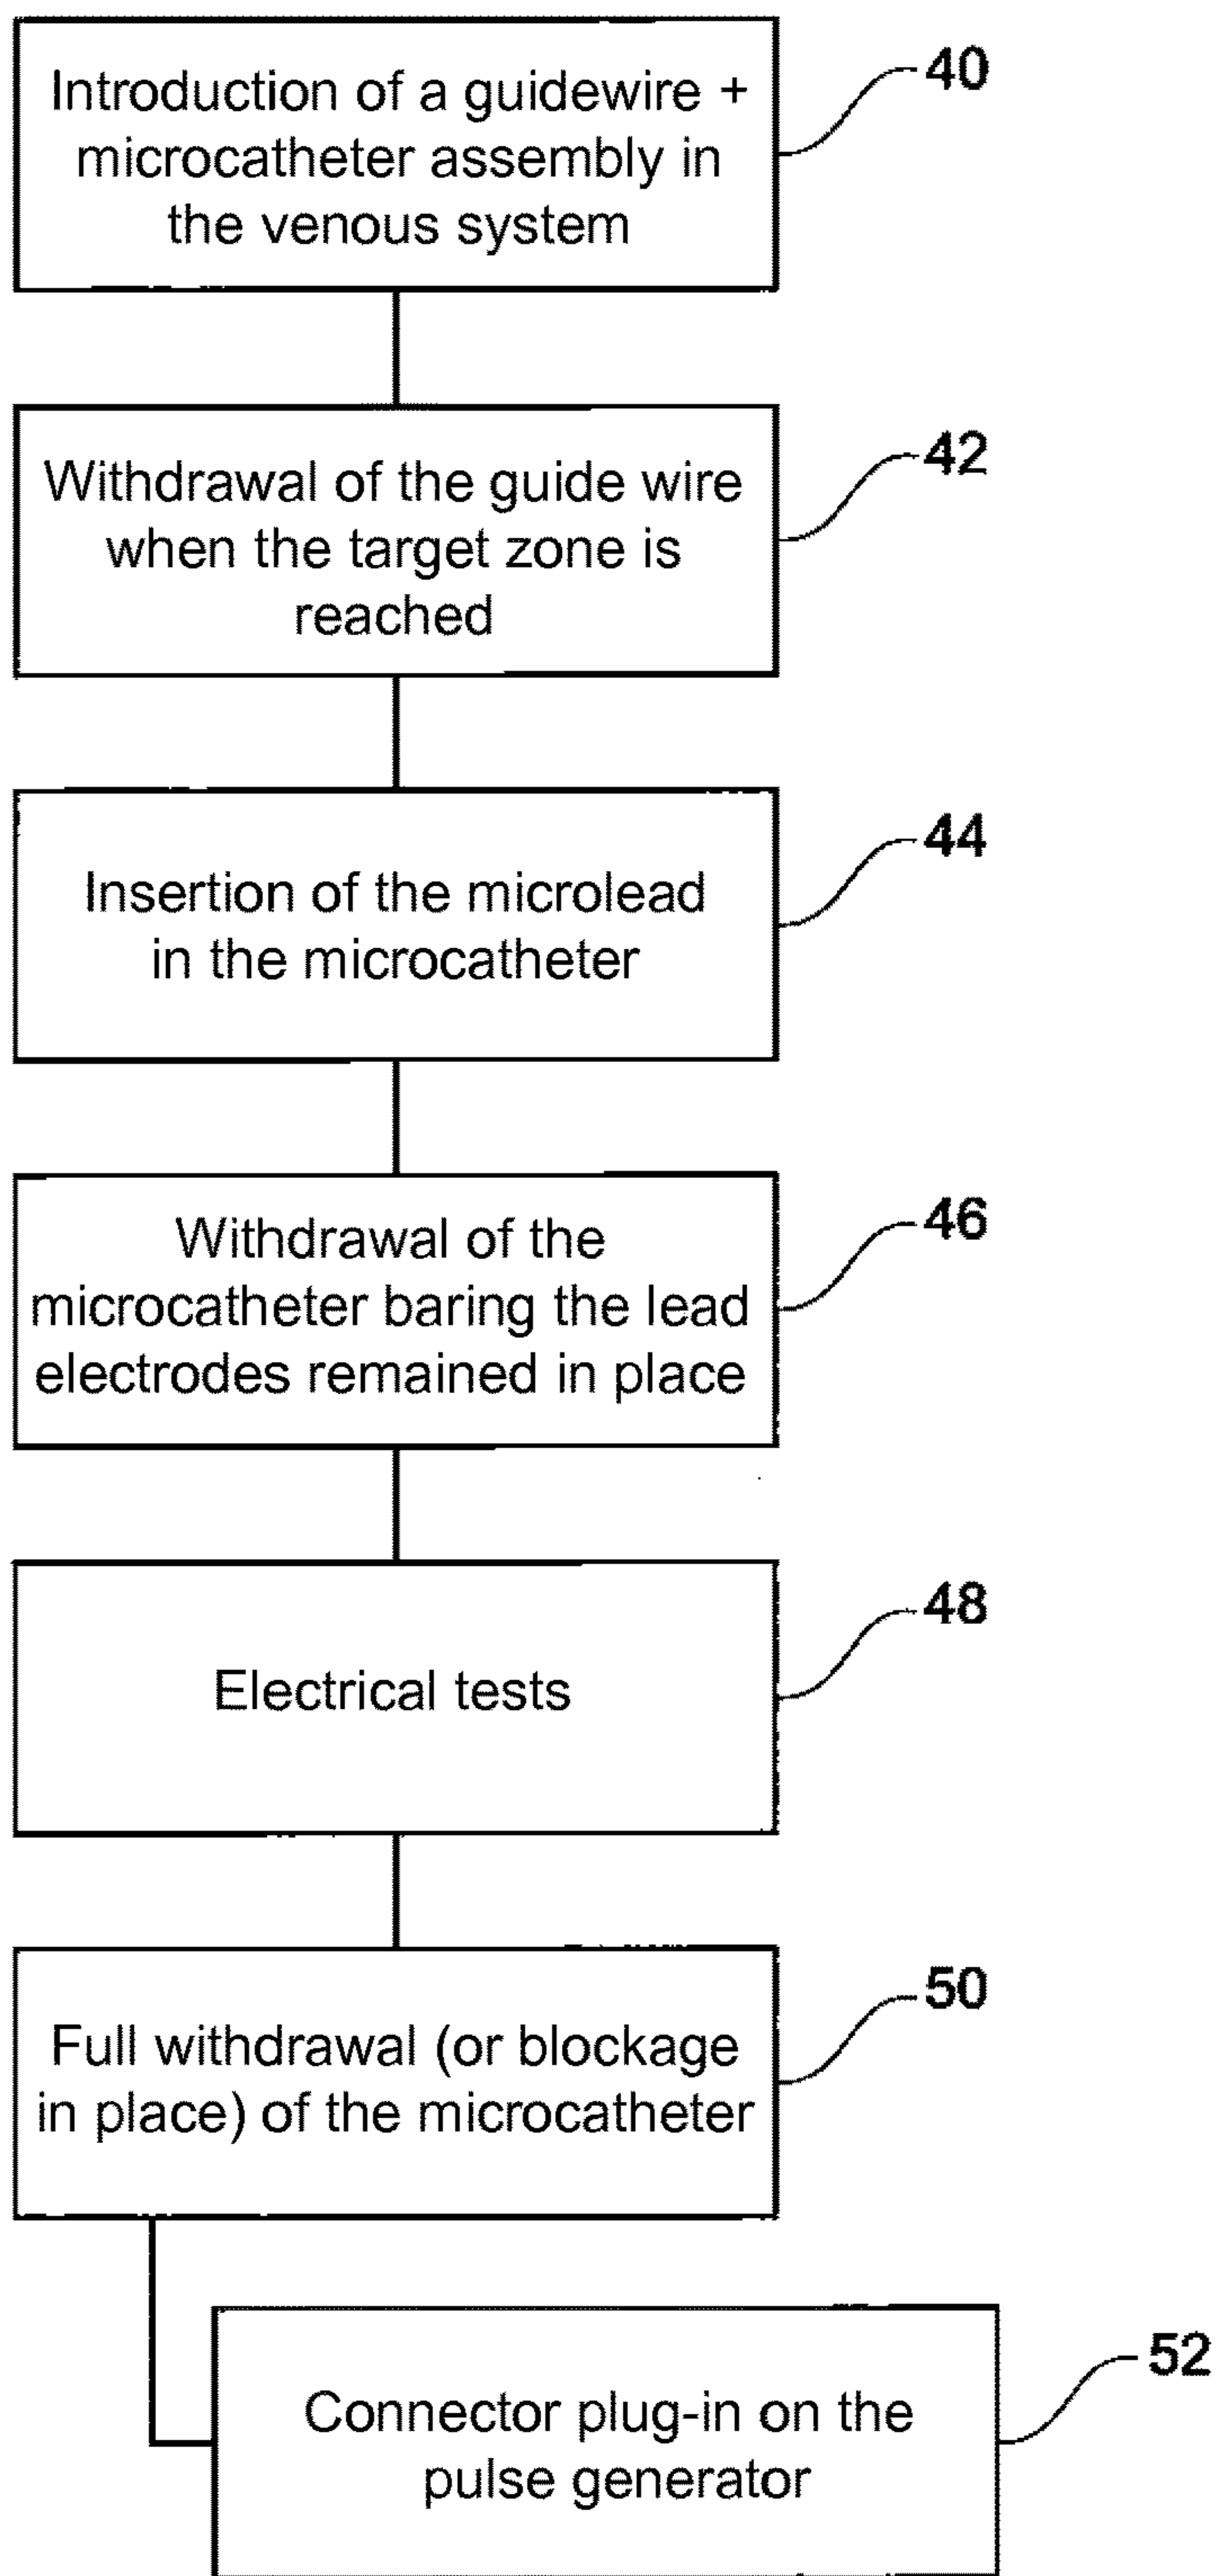 Introduction of a guidewire +
microcatheter assembly in
the venous system
40
Withdrawal of the guide wire
when the target zone is
reached
42
Insertion of the microlead
in the microcatheter
44
Withdrawal of the
microcatheter baring the lead
electrodes remained in place
46
Electrical tests
48
Full withdrawal (or blockage
in place) of the microcatheter
50
Connector plug-in on the
pulse generator
52